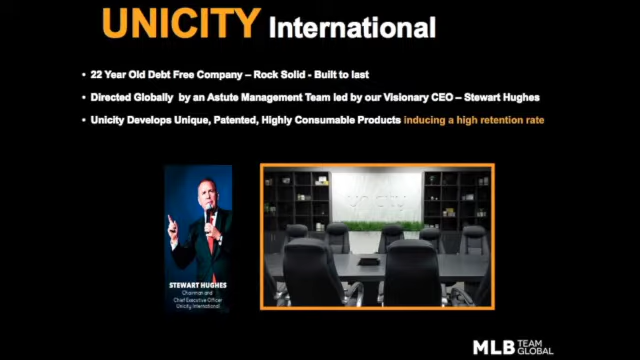 UNICITY International
• 22 Year Old Debt Free Company – Rock Solid - Built to last
• Directed Globally by an Astute Management Team led by our Visionary CEO – Stewart Hughes
• Unicity Develops Unique, Patented, Highly Consumable Products inducing a high retention rate
UNICITY
STEWART HUGHES
Chairman and
Chief Executive Officer
Unicity International
MLB TEAM
GLOBAL